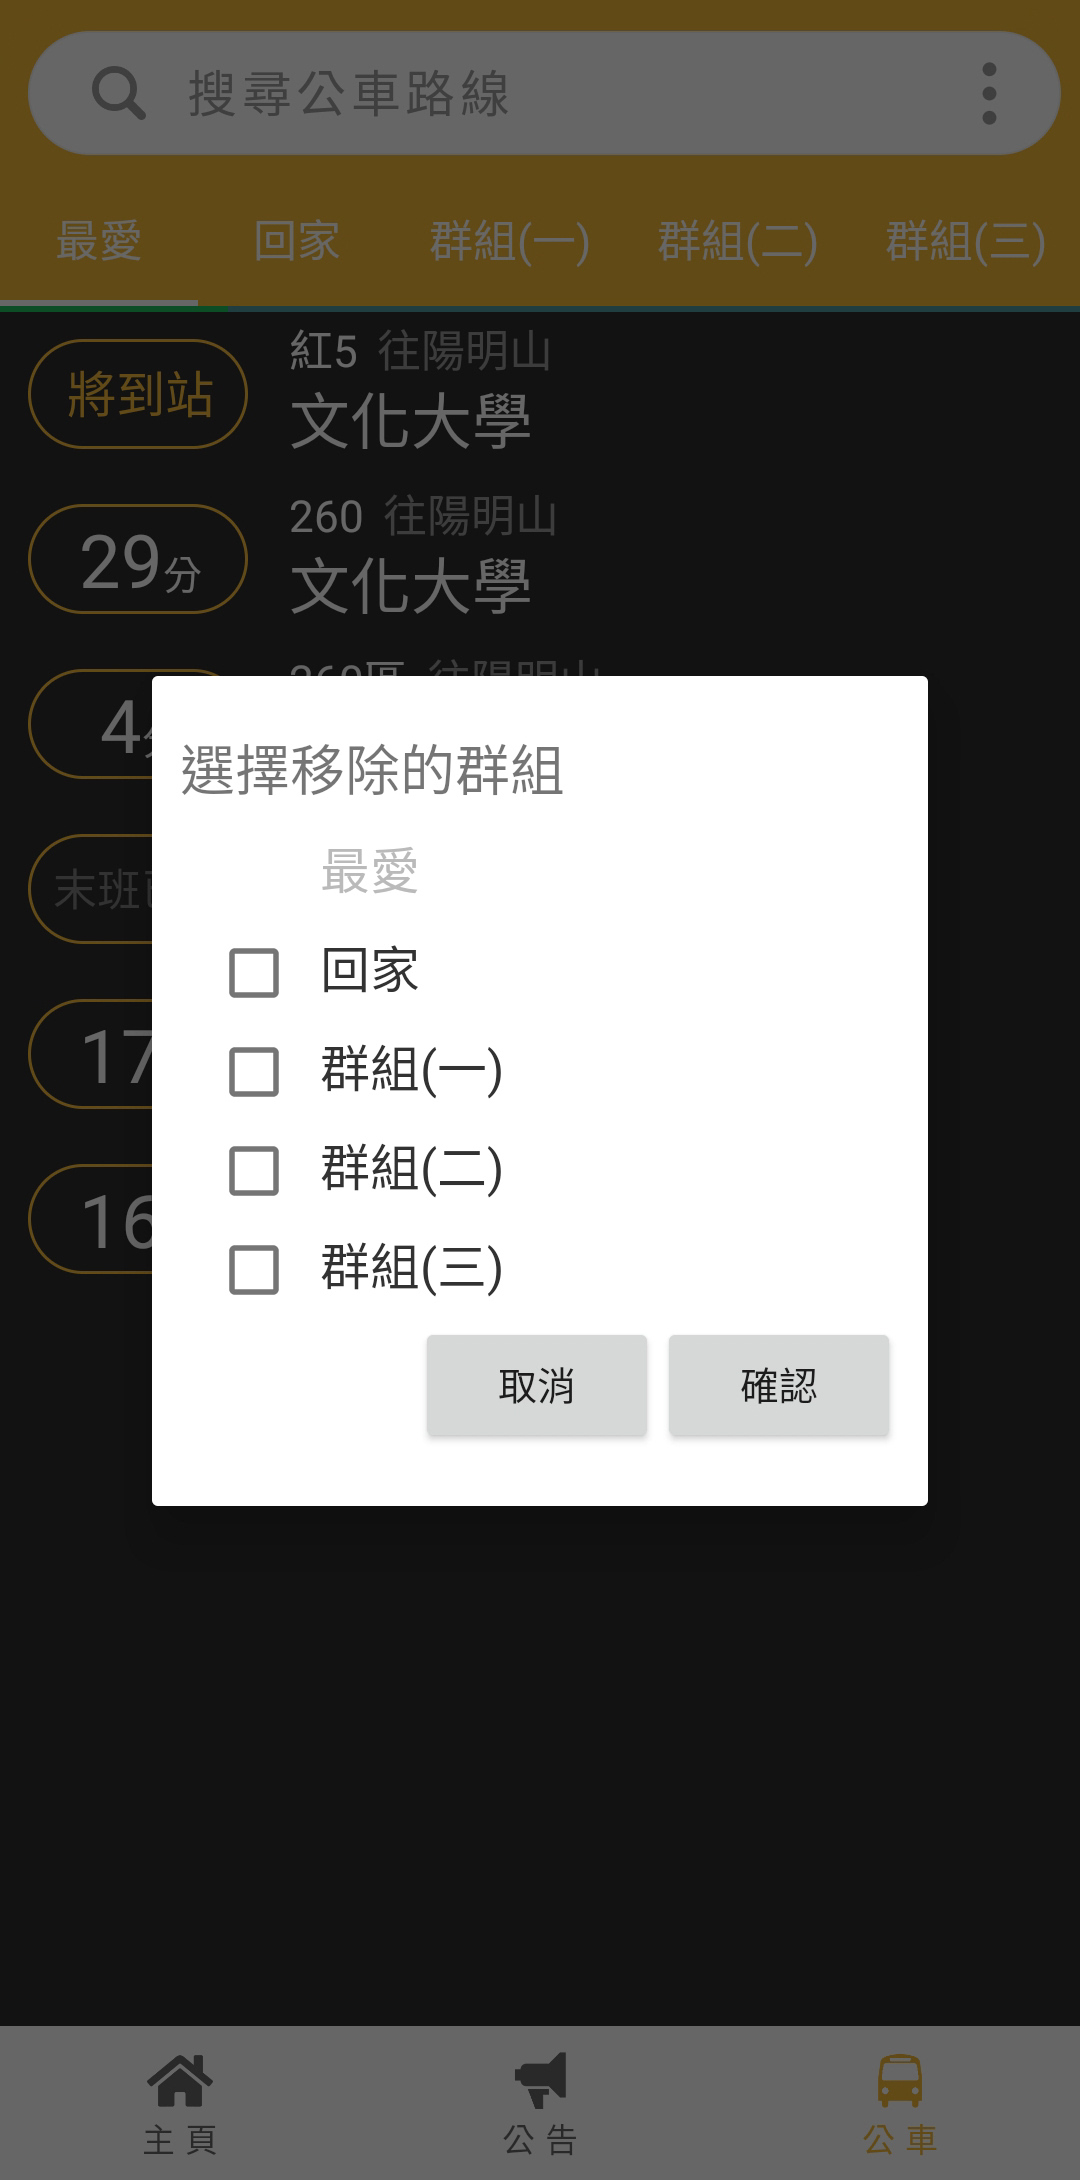 搜尋公車路線
最愛 回家 群組(一) 群組(二) 群組(三)
將到站
紅5 往陽明山
文化大學
29分
260 往陽明山
文化大學
260區 往陽明山
4
末班
17
16
選擇移除的群組
最愛
回家
群組(一)
群組(二)
群組(三)
取消 確認
主頁 公告 公車